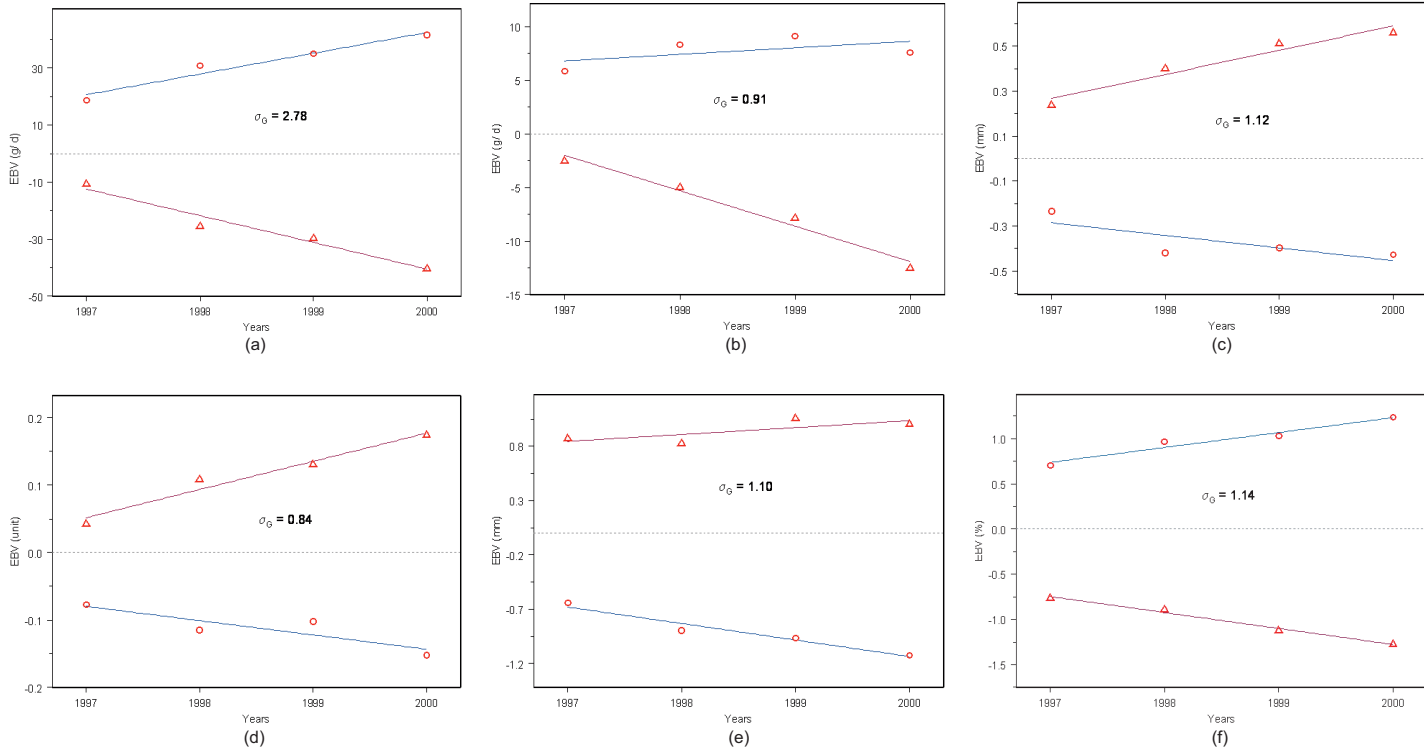 EBV (g/ d)
30
10
-10
-30
-50
σG = 2.78
1997
1998
1999
2000
Years
(a)
EBV (g/ d)
10
5
0
-5
-10
-15
σG = 0.91
1997
1998
1999
2000
Years
(b)
EBV (mm)
0.5
0.3
0.1
-0.1
-0.3
-0.5
σG = 1.12
1997
1998
1999
2000
Years
(c)
EBV (unit)
0.2
0.1
0.0
-0.1
-0.2
σG = 0.84
1997
1998
1999
2000
Years
(d)
EBV (mm)
0.8
0.3
-0.2
-0.7
-1.2
σG = 1.10
1997
1998
1999
2000
Years
(e)
EBV (%)
1.0
0.5
0.0
-0.5
-1.0
-1.5
σG = 1.14
1997
1998
1999
2000
Years
(f)